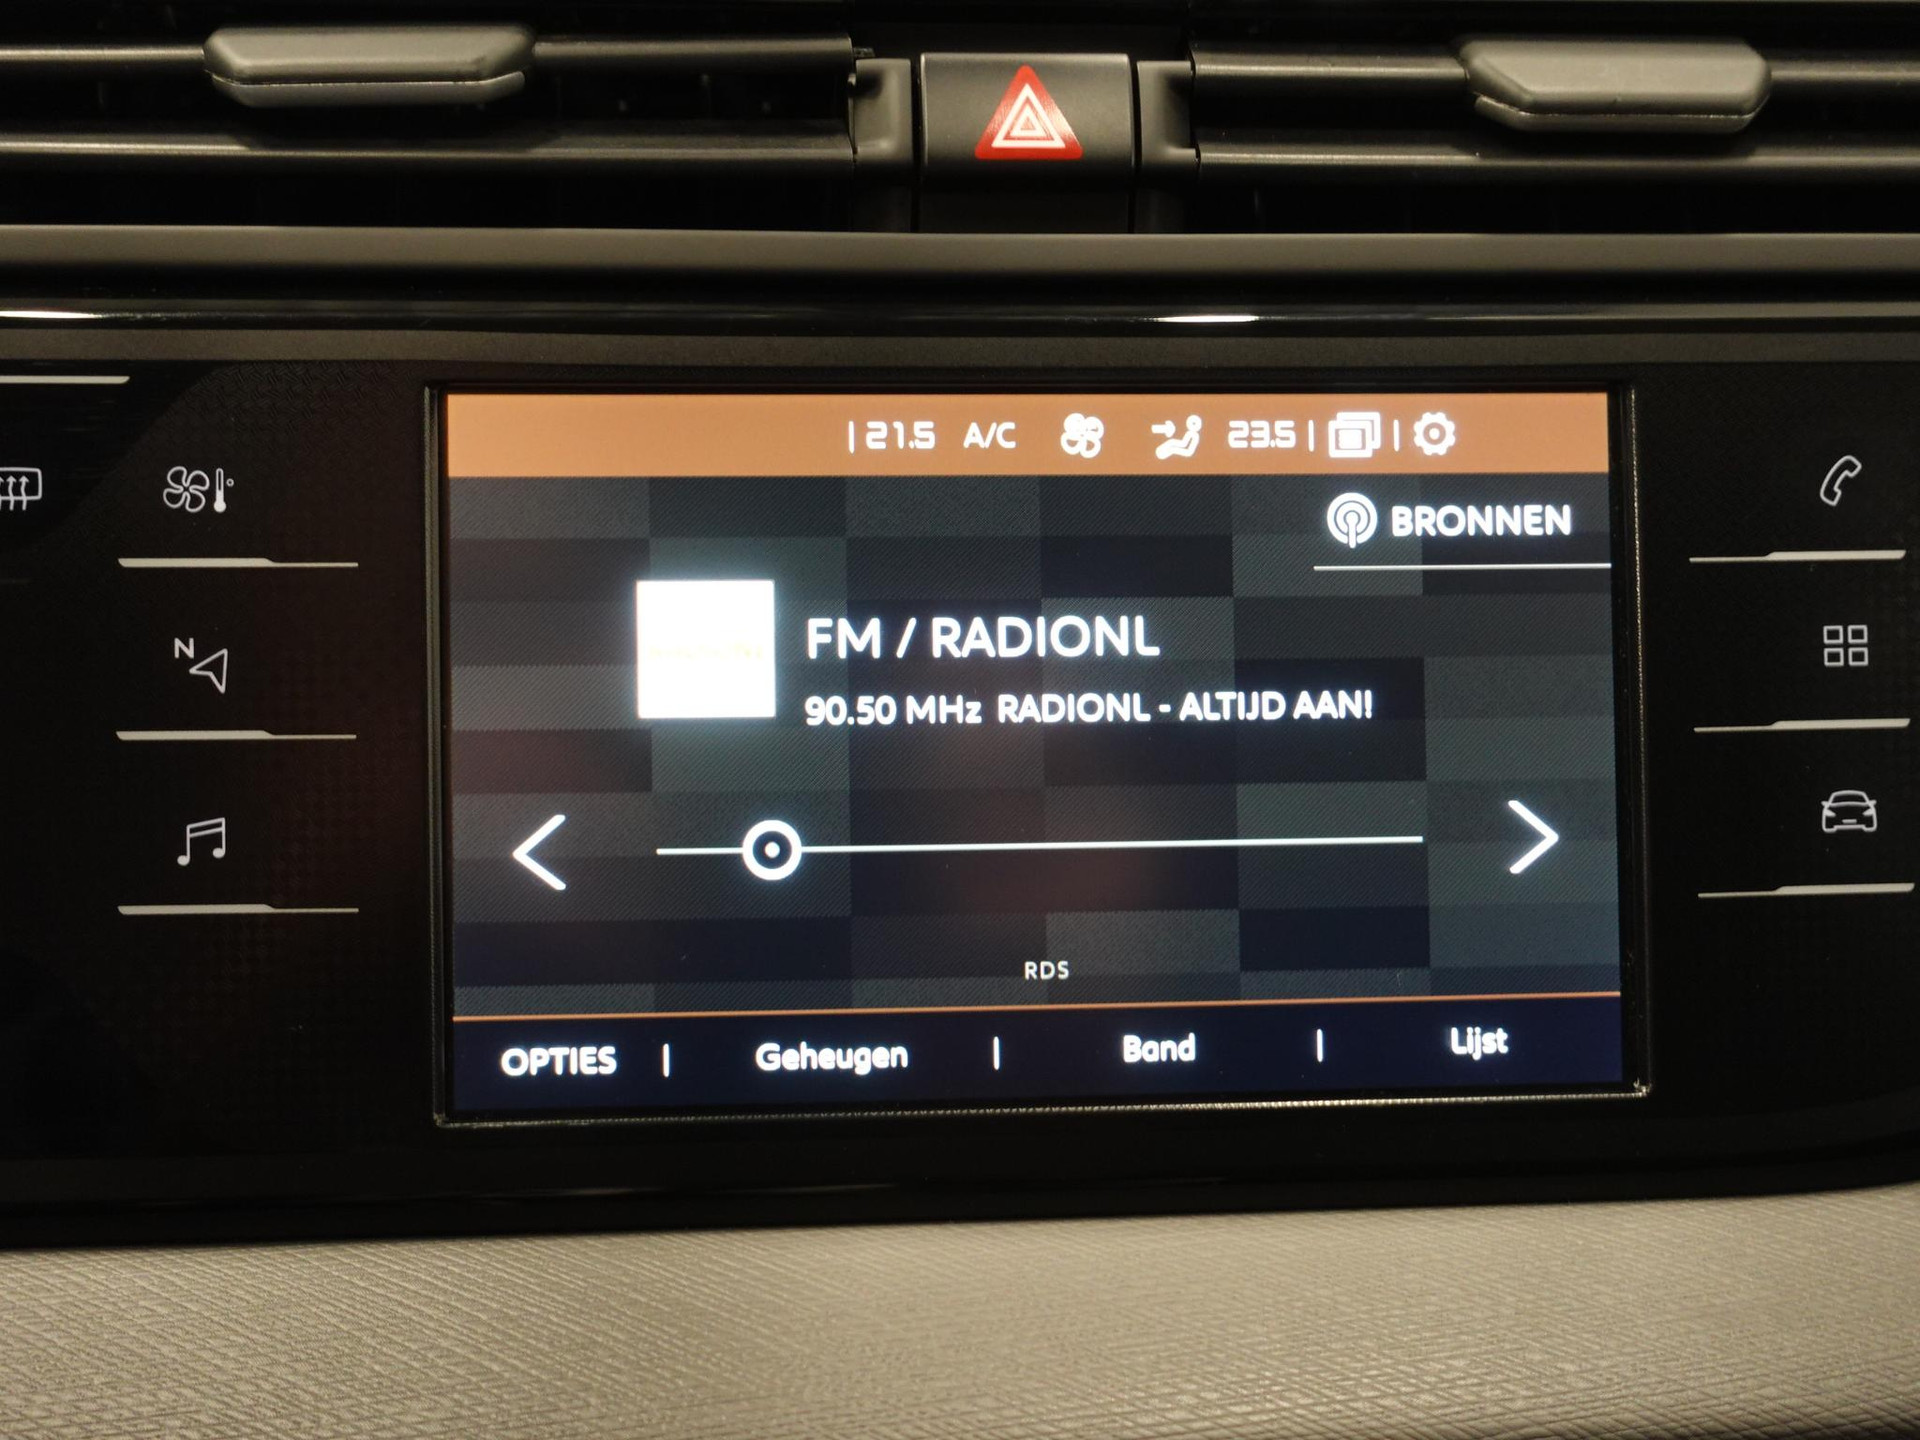 21.5 A/C 23.5
BRONNEN
N
FM / RADIONL
90.50 MHz RADIONL - ALTIJD AAN!
RDS
OPTIES | Geheugen | Band | Lijst